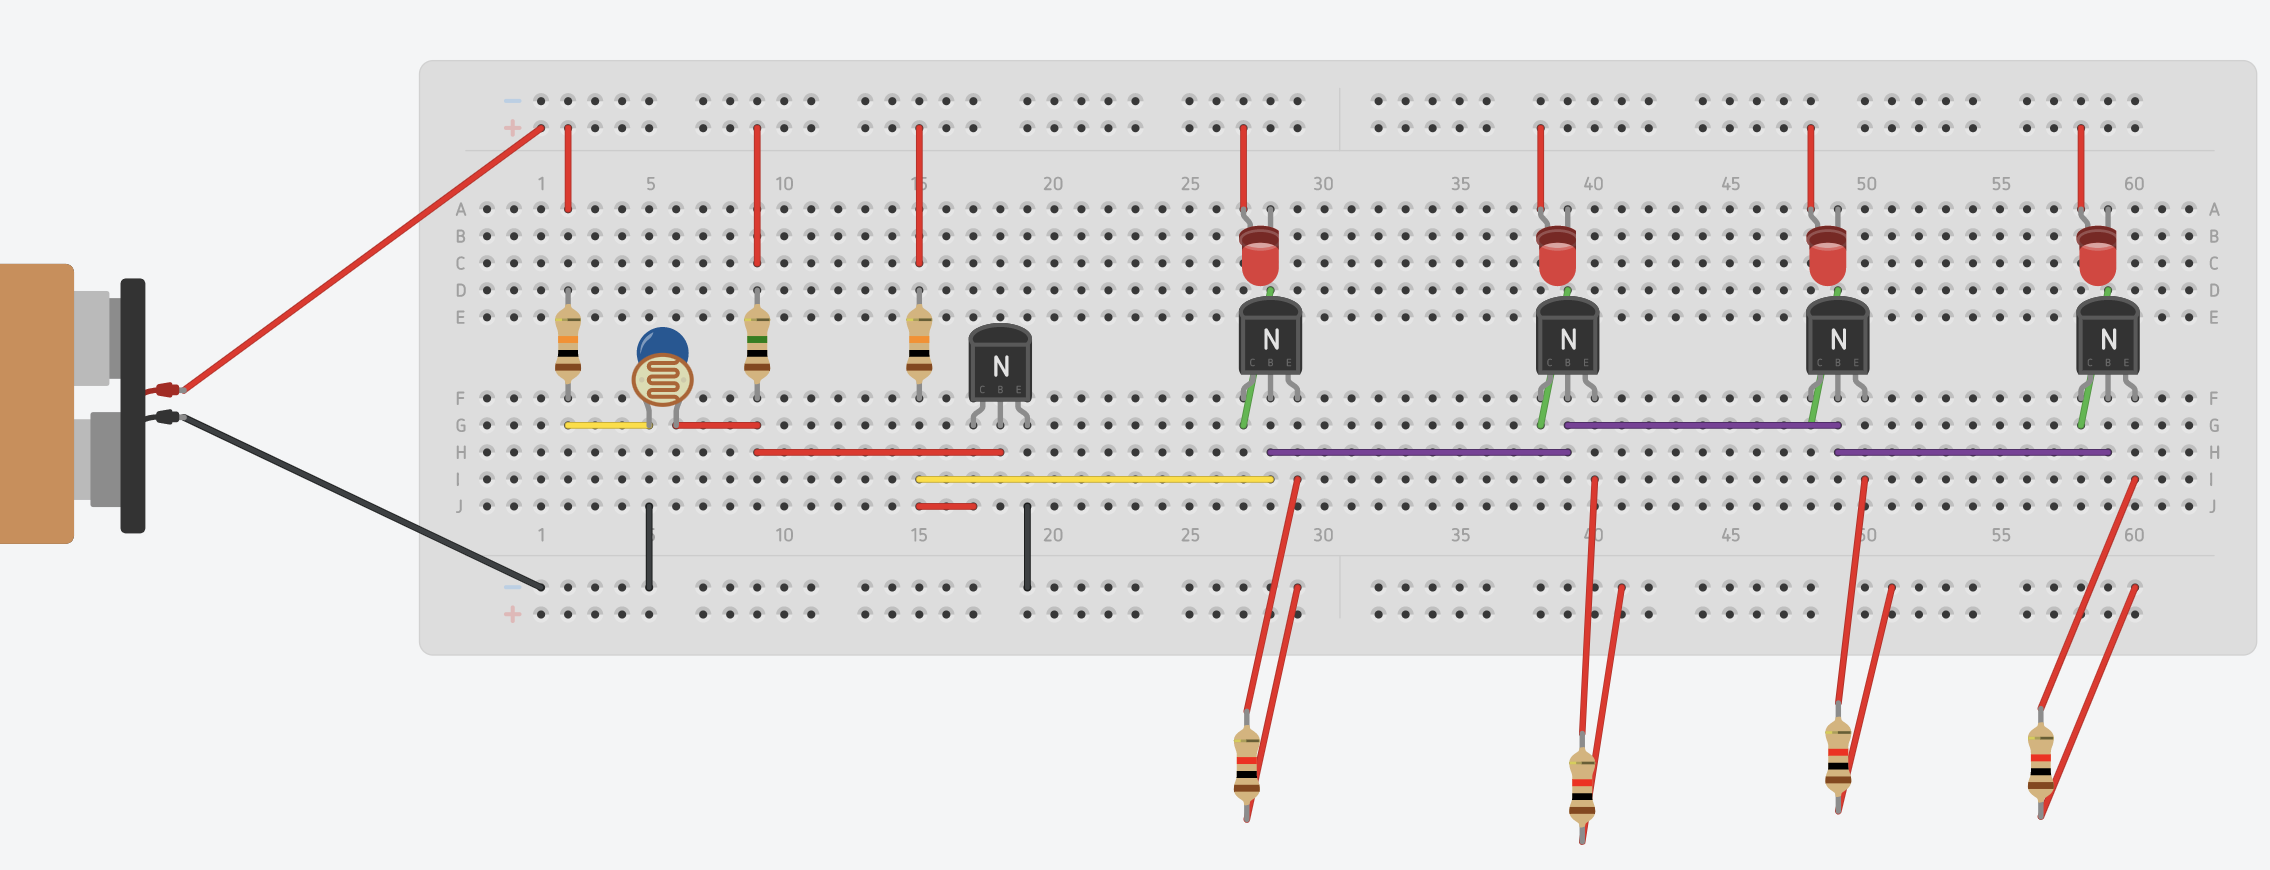 − −
+ +
1 5 10 15 20 25 30 35 40 45 50 55 60
A A
B B
C C
D D
E E
N N N N
C B E C B E C B E C B E
N
C B E
F F
G G
H H
I I
J J
1 5 10 15 20 25 30 35 40 45 50 55 60
−
+